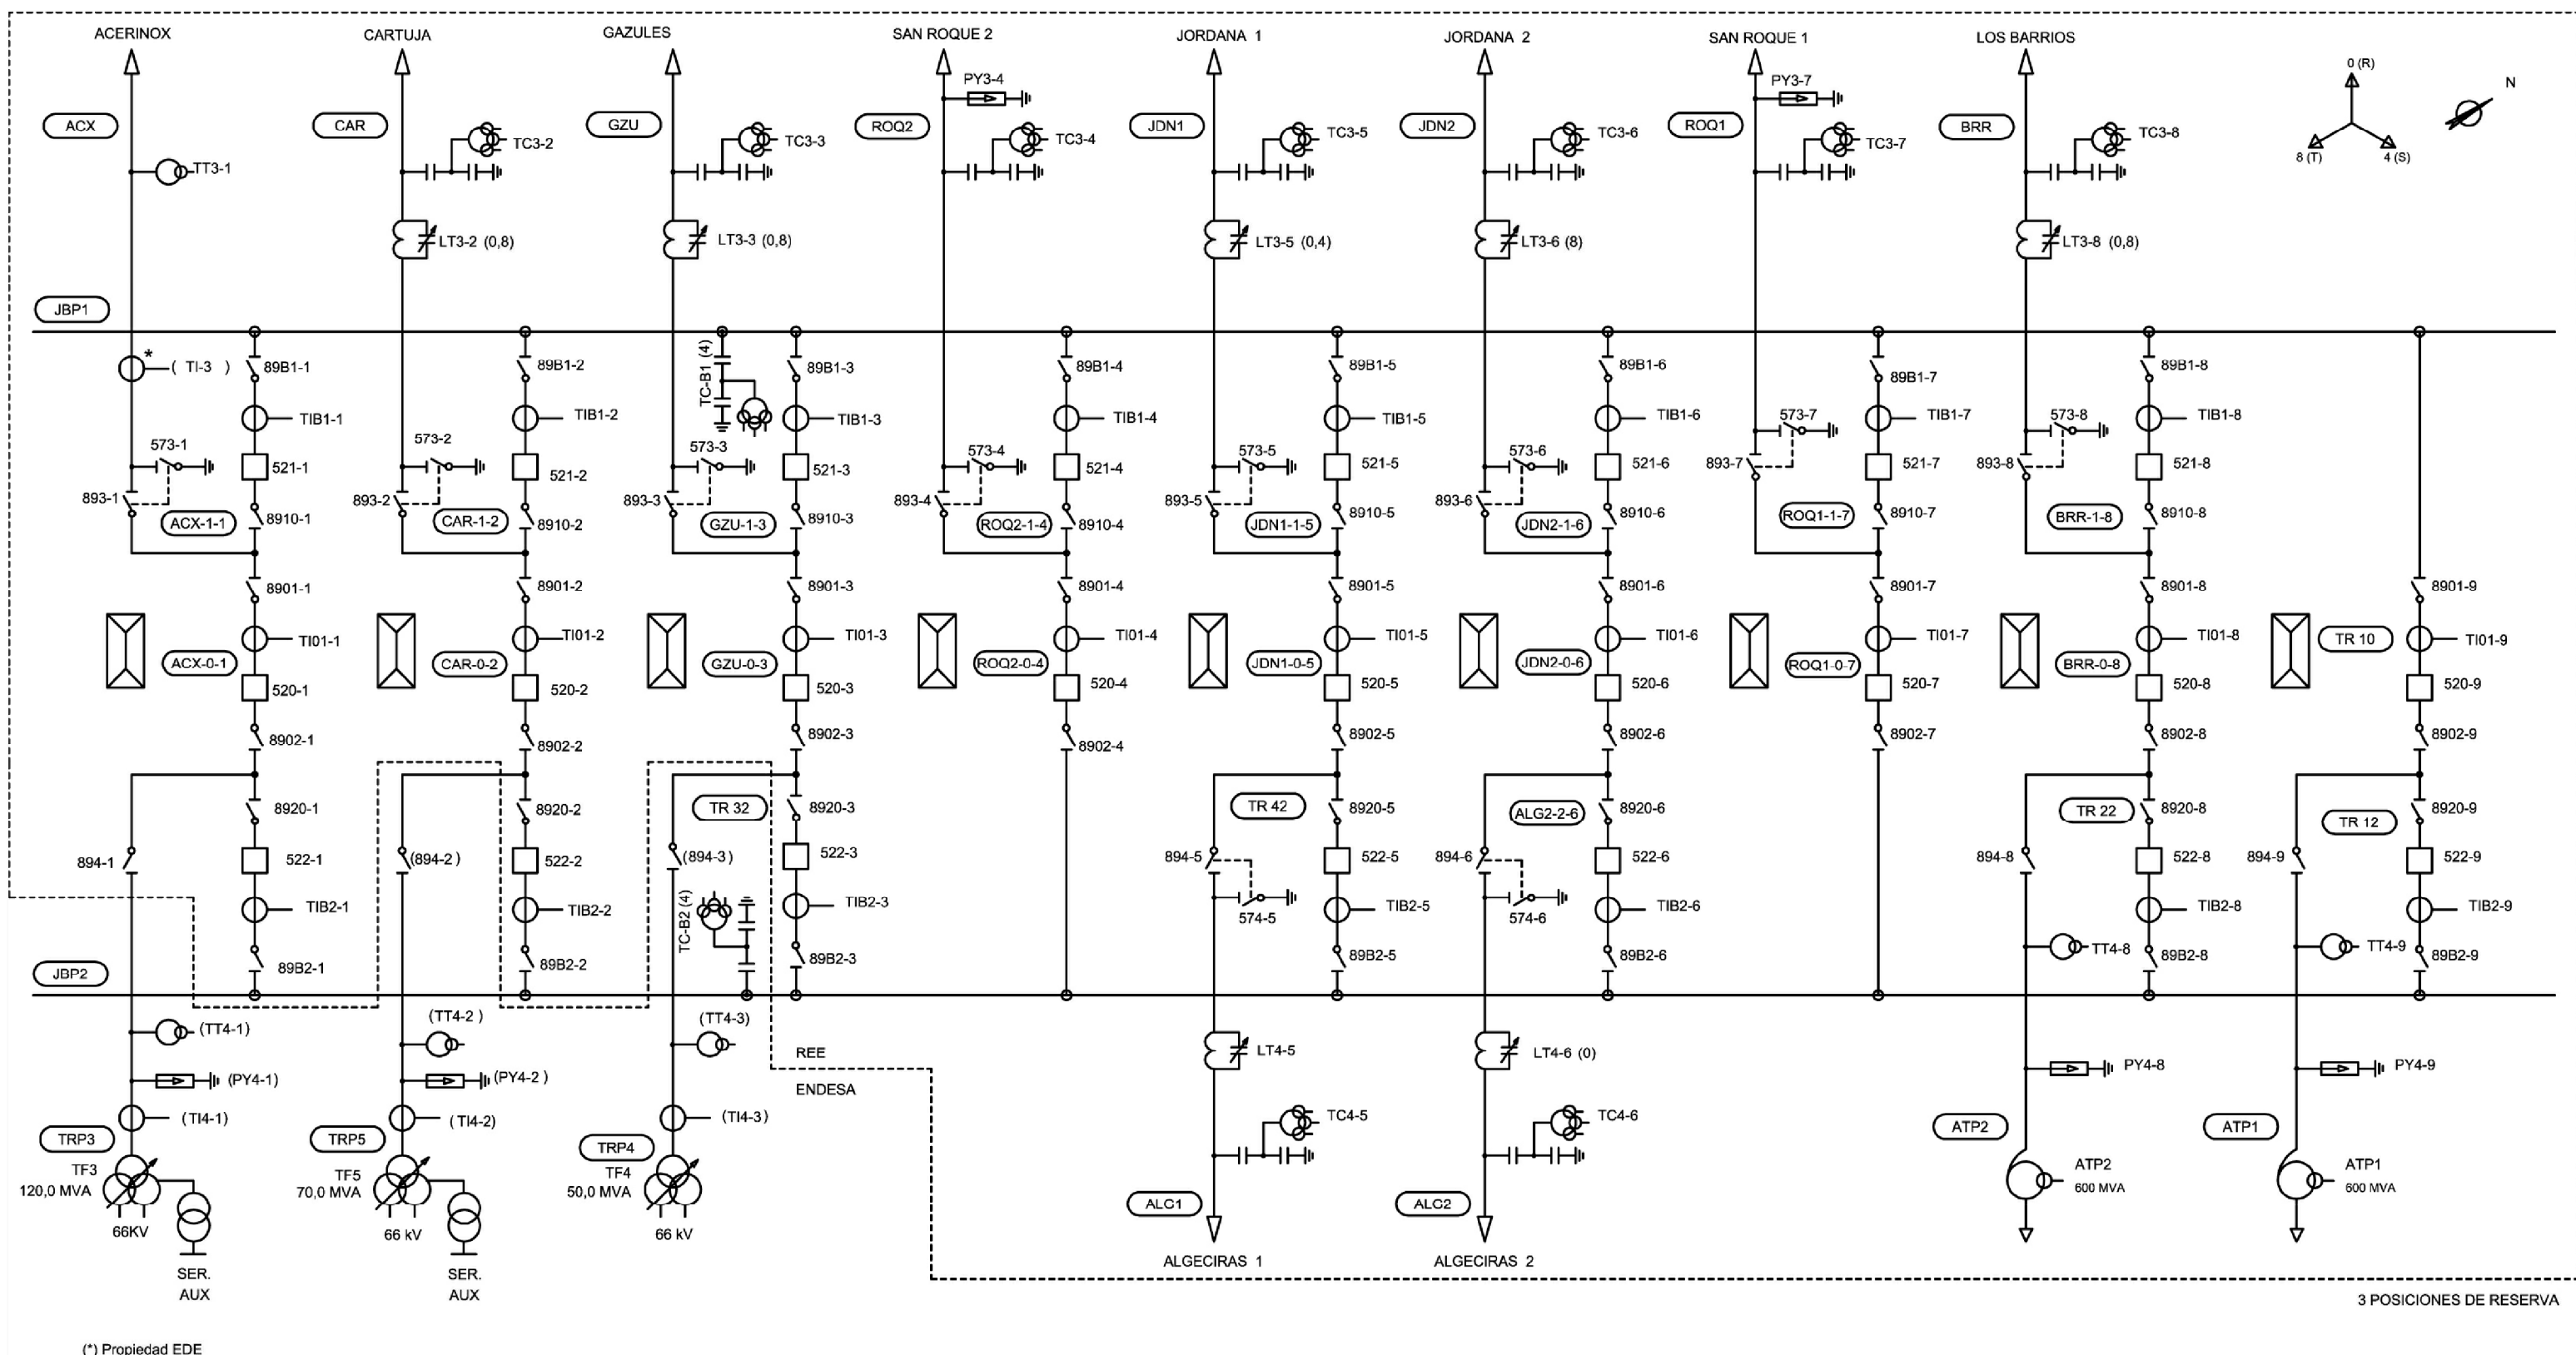 ACERINOX
CARTUJA
GAZULES
SAN ROQUE 2
JORDANA 1
JORDANA 2
SAN ROQUE 1
LOS BARRIOS
0 (R)
8 (T)
4 (S)
N
PY3-4
PY3-7
ACX
CAR
GZU
ROQ2
JDN1
JDN2
ROQ1
BRR
TT3-1
TC3-2
TC3-3
TC3-4
TC3-5
TC3-6
TC3-7
TC3-8
LT3-2 (0,8)
LT3-3 (0,8)
LT3-5 (0,4)
LT3-6 (8)
LT3-8 (0,8)
JBP1
*
( TI-3 )
89B1-1
89B1-2
TC-B1 (4)
89B1-3
89B1-4
89B1-5
89B1-6
89B1-7
89B1-8
TIB1-1
TIB1-2
TIB1-3
TIB1-4
TIB1-5
TIB1-6
TIB1-7
TIB1-8
573-1
573-2
573-3
573-4
573-5
573-6
573-7
573-8
521-1
521-2
521-3
521-4
521-5
521-6
521-7
521-8
893-1
893-2
893-3
893-4
893-5
893-6
893-7
893-8
ACX-1-1
CAR-1-2
GZU-1-3
ROQ2-1-4
JDN1-1-5
JDN2-1-6
ROQ1-1-7
BRR-1-8
8910-1
8910-2
8910-3
8910-4
8910-5
8910-6
8910-7
8910-8
8901-1
8901-2
8901-3
8901-4
8901-5
8901-6
8901-7
8901-8
8901-9
TI01-1
TI01-2
TI01-3
TI01-4
TI01-5
TI01-6
TI01-7
TI01-8
TR 10
TI01-9
ACX-0-1
CAR-0-2
GZU-0-3
ROQ2-0-4
JDN1-0-5
JDN2-0-6
ROQ1-0-7
BRR-0-8
520-1
520-2
520-3
520-4
520-5
520-6
520-7
520-8
520-9
8902-1
8902-2
8902-3
8902-4
8902-5
8902-6
8902-7
8902-8
8902-9
8920-1
8920-2
TR 32
8920-3
TR 42
8920-5
ALG2-2-6
8920-6
TR 22
8920-8
TR 12
8920-9
894-1
522-1
(894-2 )
522-2
(894-3)
522-3
894-5
522-5
894-6
522-6
894-8
522-8
894-9
522-9
TIB2-1
TIB2-2
TC-B2 (4)
TIB2-3
574-5
TIB2-5
574-6
TIB2-6
TIB2-8
TIB2-9
TT4-8
TT4-9
JBP2
89B2-1
89B2-2
89B2-3
89B2-5
89B2-6
89B2-8
89B2-9
(TT4-1)
(TT4-2 )
(TT4-3)
REE
ENDESA
LT4-5
LT4-6 (0)
(PY4-1)
(PY4-2 )
PY4-8
PY4-9
(TI4-1)
(TI4-2)
(TI4-3)
TC4-5
TC4-6
TRP3
TRP5
TRP4
ATP2
ATP1
TF3
120,0 MVA
TF5
70,0 MVA
TF4
50,0 MVA
ATP2
600 MVA
ATP1
600 MVA
66KV
66 kV
66 kV
ALG1
ALG2
SER.
AUX
SER.
AUX
ALGECIRAS 1
ALGECIRAS 2
3 POSICIONES DE RESERVA
(*) Propiedad EDE